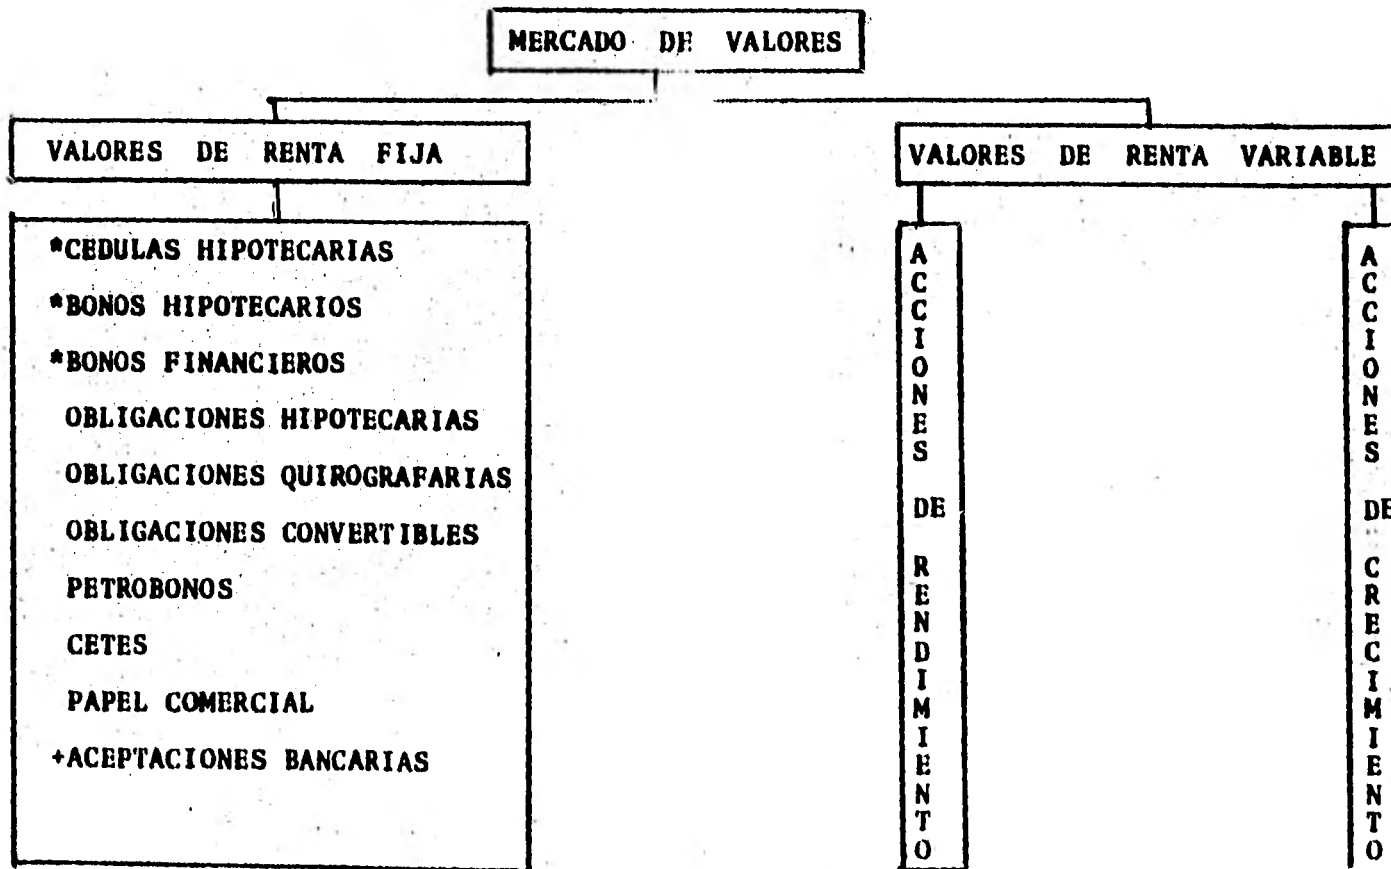 MERCADO DE VALORES
VALORES DE RENTA FIJA
*CEDULAS HIPOTECARIAS
*BONOS HIPOTECARIOS
*BONOS FINANCIEROS
OBLIGACIONES HIPOTECARIAS
OBLIGACIONES QUIROGRAFARIAS
OBLIGACIONES CONVERTIBLES
PETROBONOS
CETES
PAPEL COMERCIAL
+ACEPTACIONES BANCARIAS
VALORES DE RENTA VARIABLE
ACCIONES DE RENDIMIENTO
ACCIONES DE CRECIMIENTO